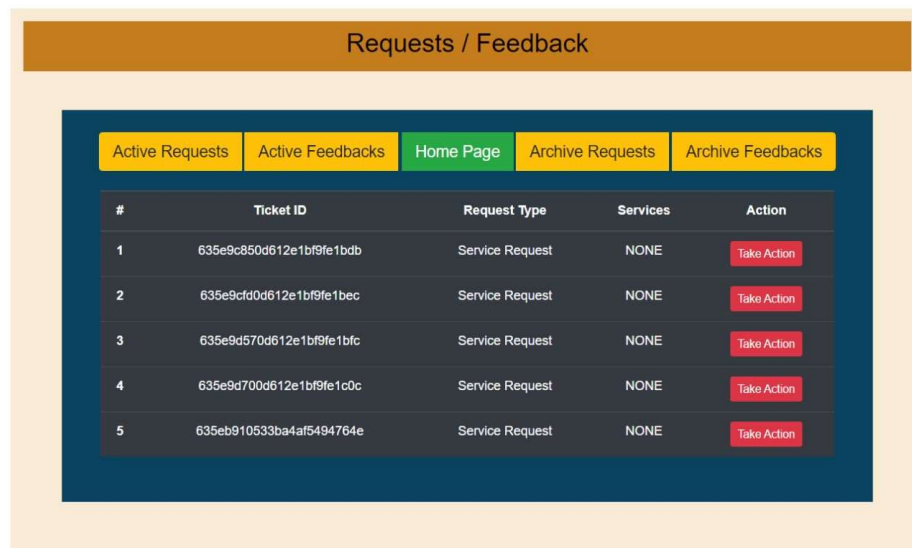 Requests / Feedback
Active Requests Active Feedbacks Home Page Archive Requests Archive Feedbacks
# Ticket ID Request Type Services Action
1 635e9c850d612e1bf9fe1bdb Service Request NONE Take Action
2 635e9cfd0d612e1bf9fe1bec Service Request NONE Take Action
3 635e9d570d612e1bf9fe1bfc Service Request NONE Take Action
4 635e9d700d612e1bf9fe1c0c Service Request NONE Take Action
5 635eb910533ba4af5494764e Service Request NONE Take Action